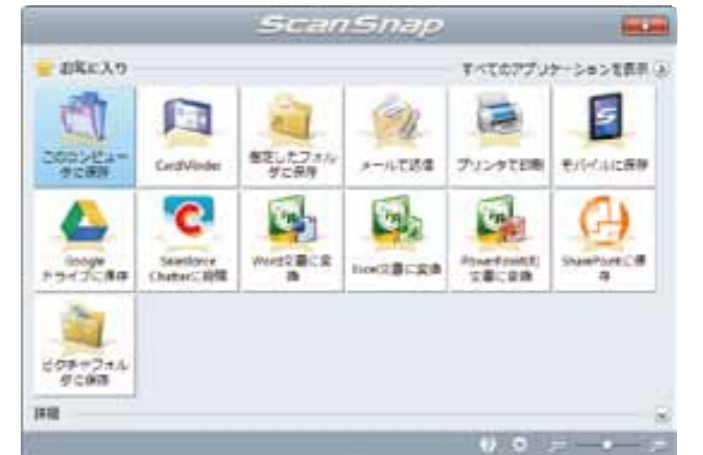 ScanSnap
お気に入り
すべてのアプリケーションを表示
このコンピュー
タに保存
CardMinder
指定したフォル
ダに保存
メールで送信
プリンタで印刷
モバイルに保存
Google
ドライブに保存
Salesforce
Chatterに投稿
Word文書に変
換
Excel文書に変換
PowerPoint(R)
文書に変換
SharePointに保
存
ピクチャフォル
ダに保存
詳細